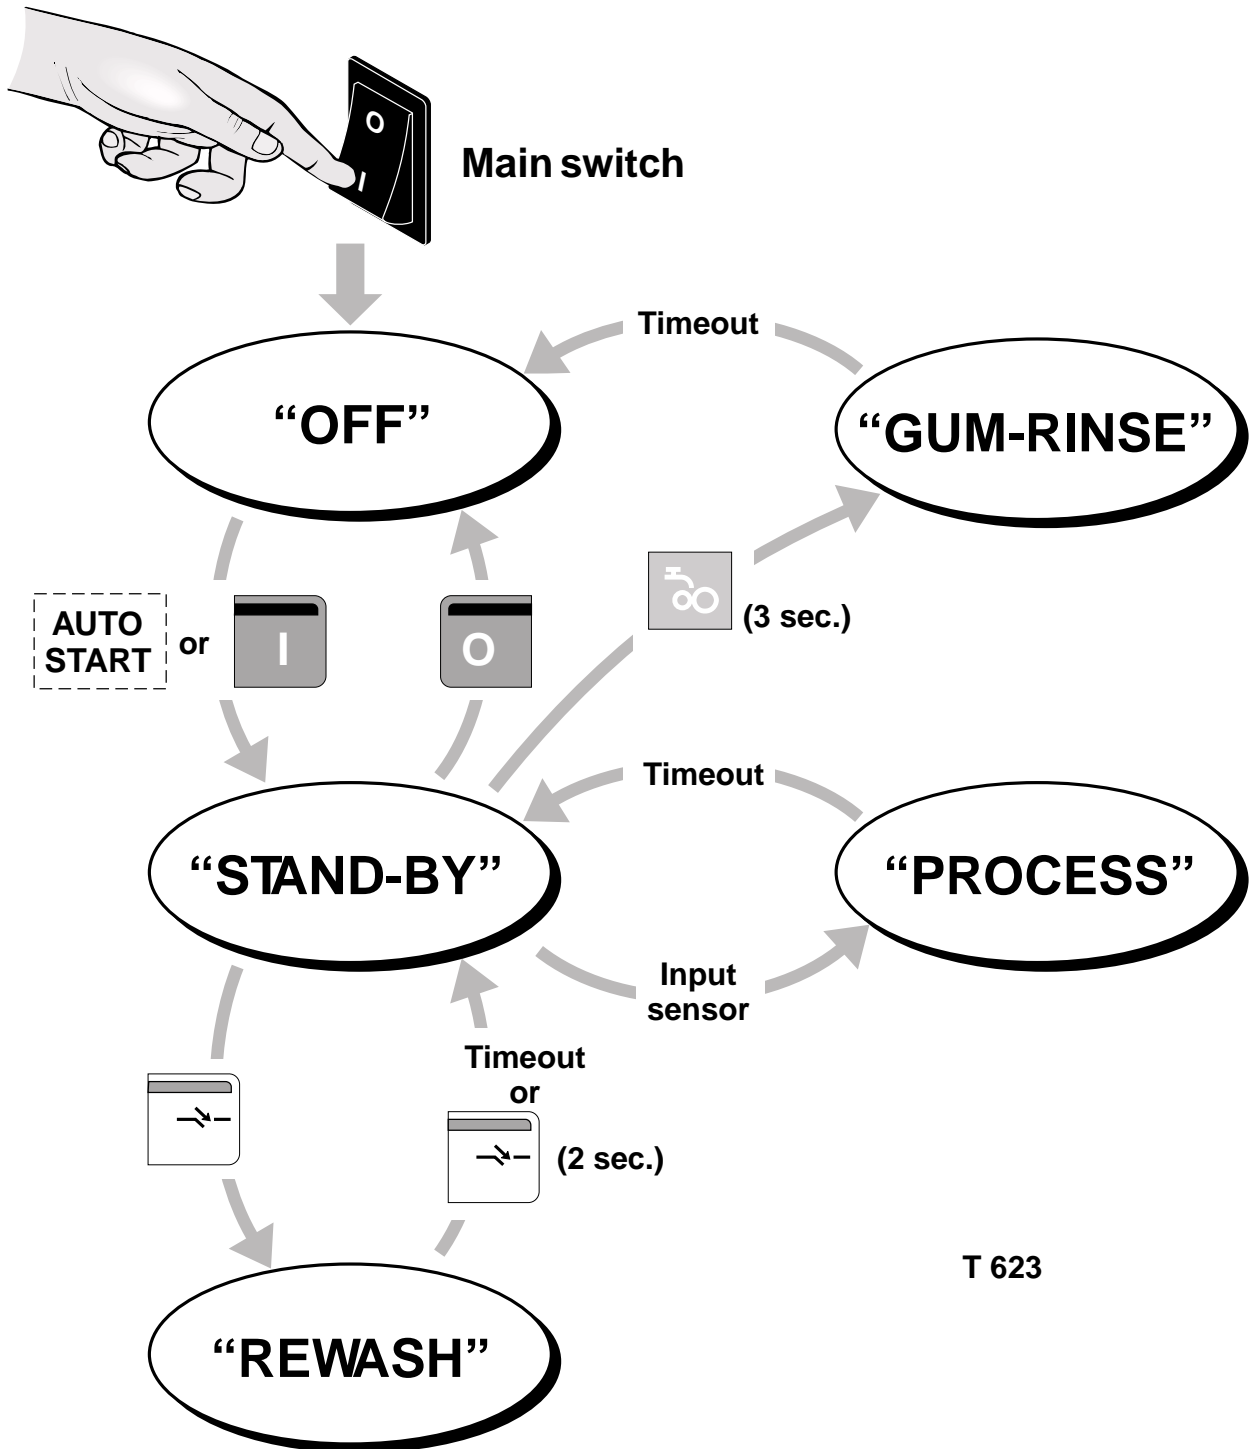 O
I
Main switch
Timeout
“OFF”
“GUM-RINSE”
AUTO
START
or
I
O
(3 sec.)
Timeout
“STAND-BY”
“PROCESS”
Input
sensor
Timeout
or
(2 sec.)
T 623
“REWASH”